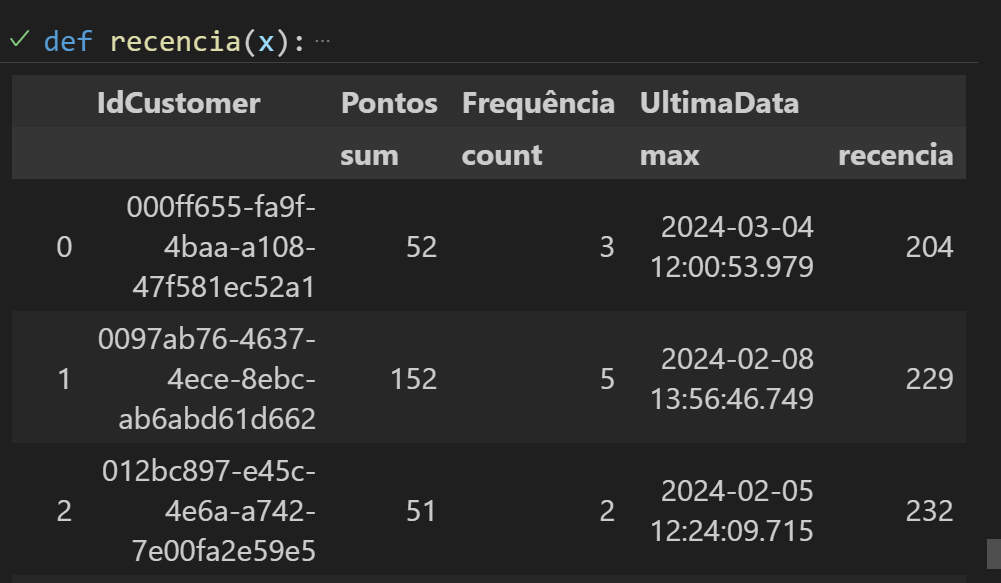 def recencia(x): ···
IdCustomer Pontos Frequência UltimaData
sum count max recencia
0 000ff655-fa9f-4baa-a108-47f581ec52a1 52 3 2024-03-04 12:00:53.979 204
1 0097ab76-4637-4ece-8ebc-ab6abd61d662 152 5 2024-02-08 13:56:46.749 229
2 012bc897-e45c-4e6a-a742-7e00fa2e59e5 51 2 2024-02-05 12:24:09.715 232